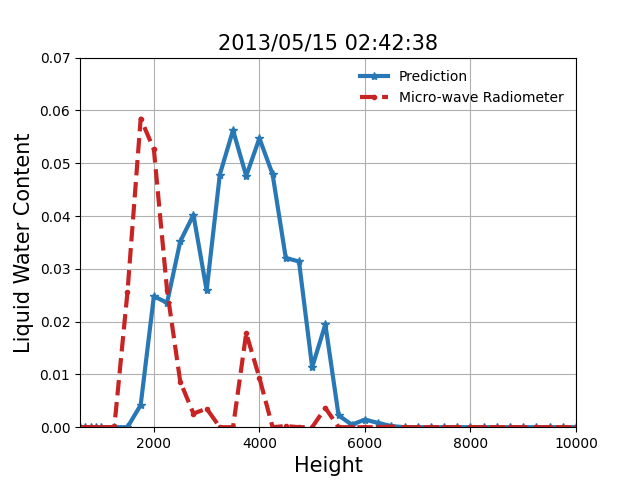 2013/05/15 02:42:38
Prediction
Micro-wave Radiometer
Liquid Water Content
0.07
0.06
0.05
0.04
0.03
0.02
0.01
0.00
2000 4000 6000 8000 10000
Height